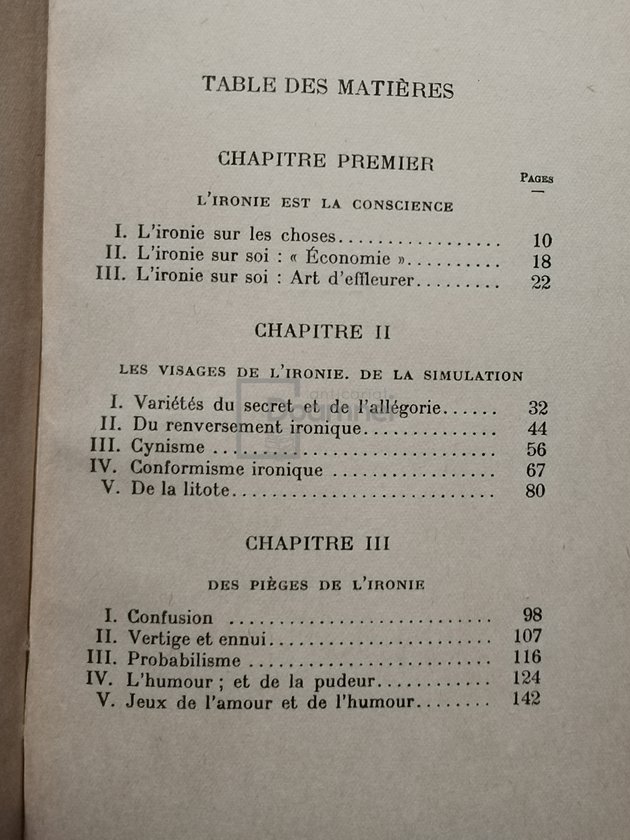 TABLE DES MATIÈRES
CHAPITRE PREMIER
PAGES
L'IRONIE EST LA CONSCIENCE
I. L'ironie sur les choses................. 10
II. L'ironie sur soi : « Économie ».......... 18
III. L'ironie sur soi : Art d'effleurer......... 22
CHAPITRE II
LES VISAGES DE L'IRONIE. DE LA SIMULATION
I. Variétés du secret et de l'allégorie...... 32
II. Du renversement ironique.............. 44
III. Cynisme ............................. 56
IV. Conformisme ironique ................. 67
V. De la litote........................... 80
CHAPITRE III
DES PIÈGES DE L'IRONIE
I. Confusion ........................... 98
II. Vertige et ennui....................... 107
III. Probabilisme ......................... 116
IV. L'humour ; et de la pudeur............ 124
V. Jeux de l'amour et de l'humour........ 142